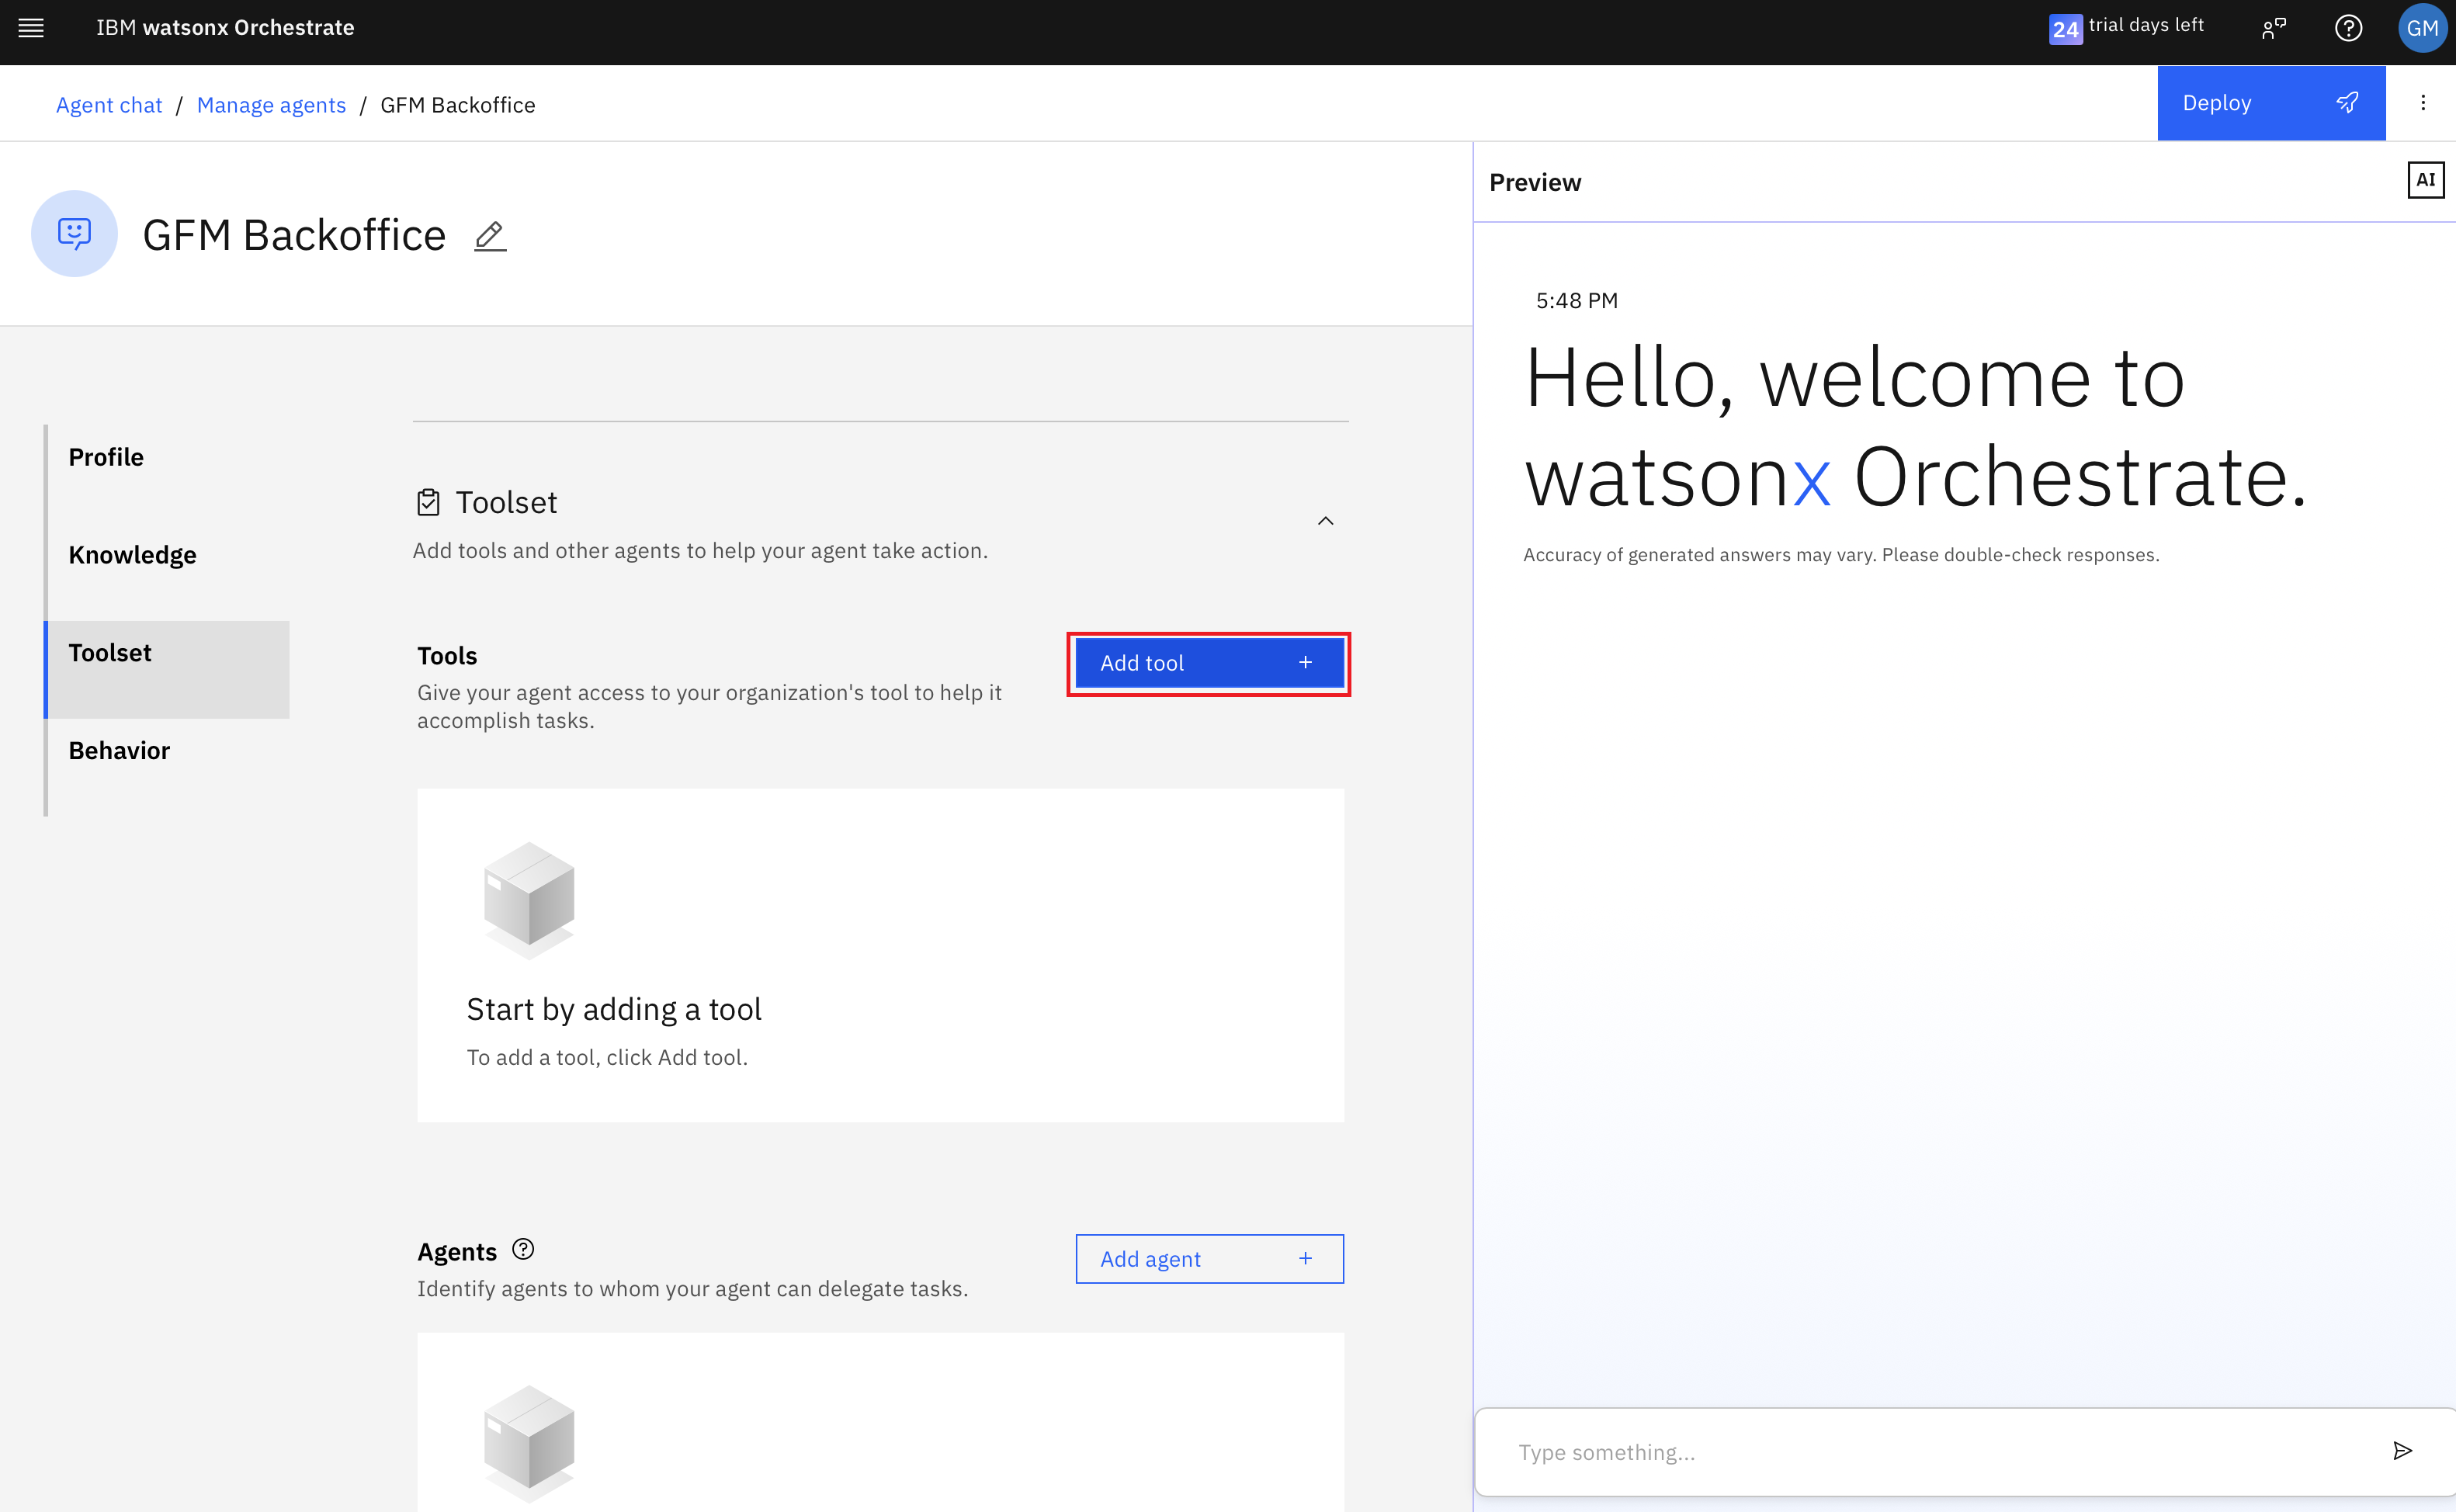 IBM watsonx Orchestrate
24 trial days left
GM
Agent chat / Manage agents / GFM Backoffice
Deploy
GFM Backoffice
Profile
Knowledge
Toolset
Behavior
Toolset
Add tools and other agents to help your agent take action.
Tools
Add tool +
Give your agent access to your organization's tool to help it
accomplish tasks.
Start by adding a tool
To add a tool, click Add tool.
Agents ?
Add agent +
Identify agents to whom your agent can delegate tasks.
Preview
AI
5:48 PM
Hello, welcome to
watsonx Orchestrate.
Accuracy of generated answers may vary. Please double-check responses.
Type something...